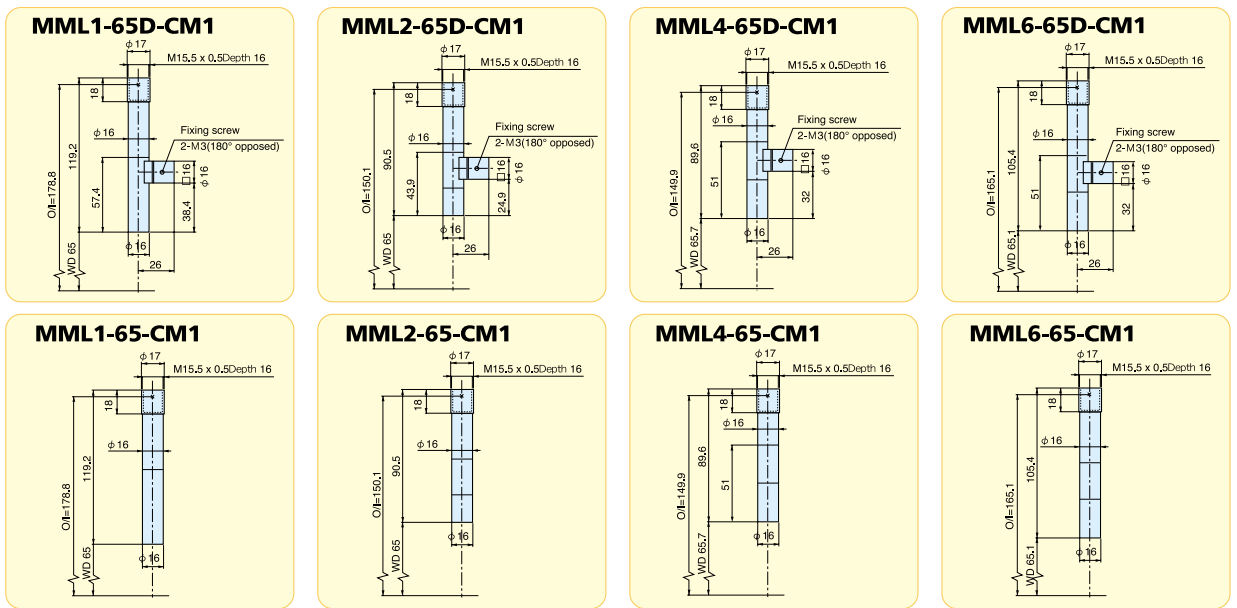 MML1-65D-CM1
φ17
M15.5 x 0.5Depth 16
18
φ16
Fixing screw
2-M3(180° opposed)
□16
φ16
119.2
57.4
38.4
O/I=178.8
WD 65
φ16
26
MML2-65D-CM1
φ17
M15.5 x 0.5Depth 16
18
φ16
Fixing screw
2-M3(180° opposed)
□16
φ16
90.5
43.9
24.9
O/I=150.1
WD 65
φ16
26
MML4-65D-CM1
φ17
M15.5 x 0.5Depth 16
18
φ16
Fixing screw
2-M3(180° opposed)
□16
φ16
89.6
51
32
O/I=149.9
WD 65.7
φ16
26
MML6-65D-CM1
φ17
M15.5 x 0.5Depth 16
18
φ16
Fixing screw
2-M3(180° opposed)
□16
φ16
105.4
51
32
O/I=165.1
WD 65.1
φ16
26
MML1-65-CM1
φ17
M15.5 x 0.5Depth 16
18
φ16
119.2
O/I=178.8
WD 65
φ16
MML2-65-CM1
φ17
M15.5 x 0.5Depth 16
18
φ16
90.5
O/I=150.1
WD 65
φ16
MML4-65-CM1
φ17
M15.5 x 0.5Depth 16
18
φ16
89.6
51
O/I=149.9
WD 65.7
φ16
MML6-65-CM1
φ17
M15.5 x 0.5Depth 16
18
φ16
105.4
O/I=165.1
WD 65.1
φ16